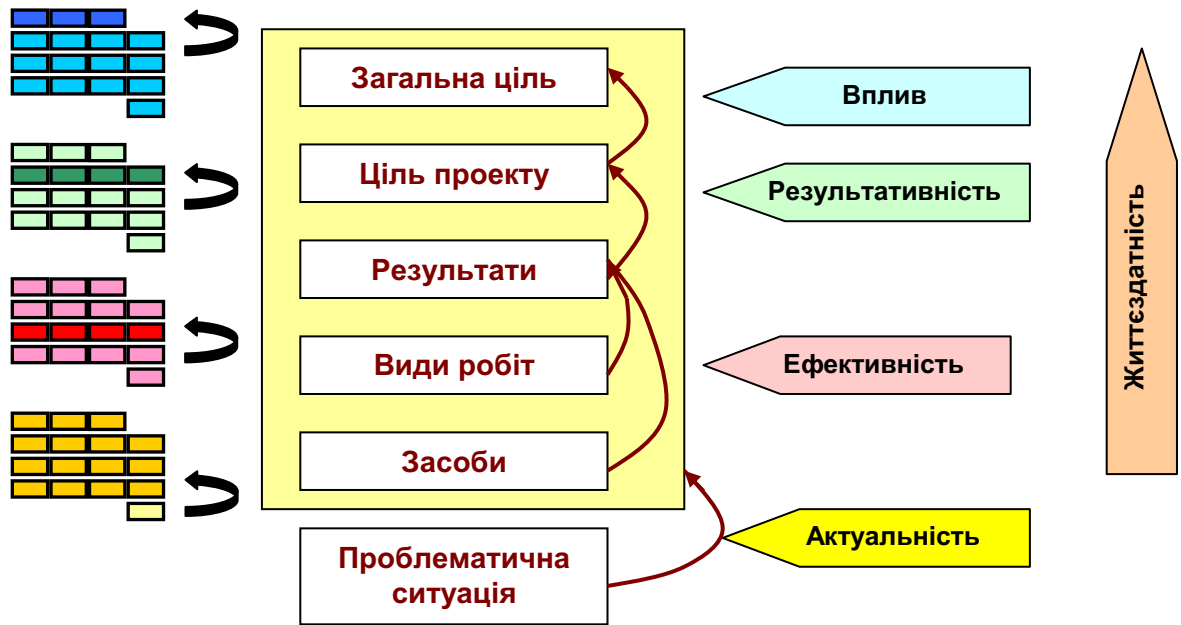 Загальна ціль
Ціль проекту
Результати
Види робіт
Засоби
Проблематична
ситуація
Вплив
Результативність
Ефективність
Актуальність
Життєздатність